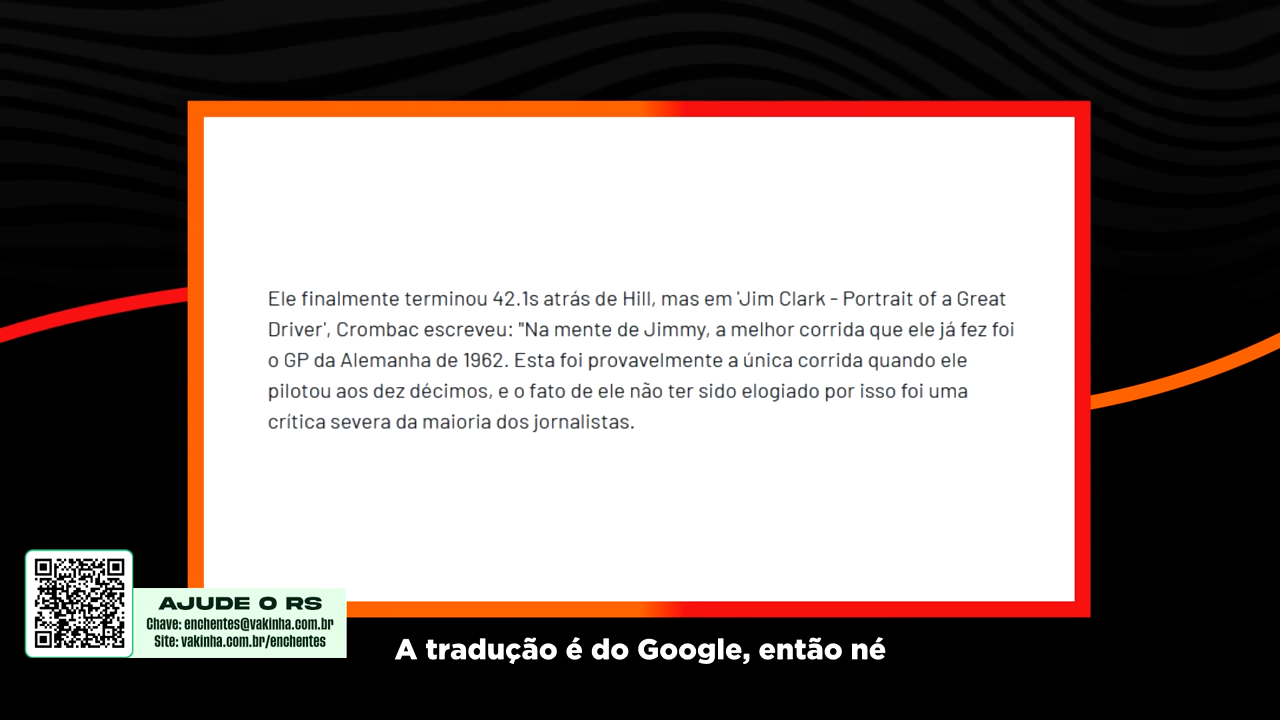 Ele finalmente terminou 42.1s atrás de Hill, mas em 'Jim Clark - Portrait of a Great
Driver', Crombac escreveu: "Na mente de Jimmy, a melhor corrida que ele já fez foi
o GP da Alemanha de 1962. Esta foi provavelmente a única corrida quando ele
pilotou aos dez décimos, e o fato de ele não ter sido elogiado por isso foi uma
crítica severa da maioria dos jornalistas.
AJUDE O RS
Chave: enchentes@vakinha.com.br
Site: vakinha.com.br/enchentes
A tradução é do Google, então né